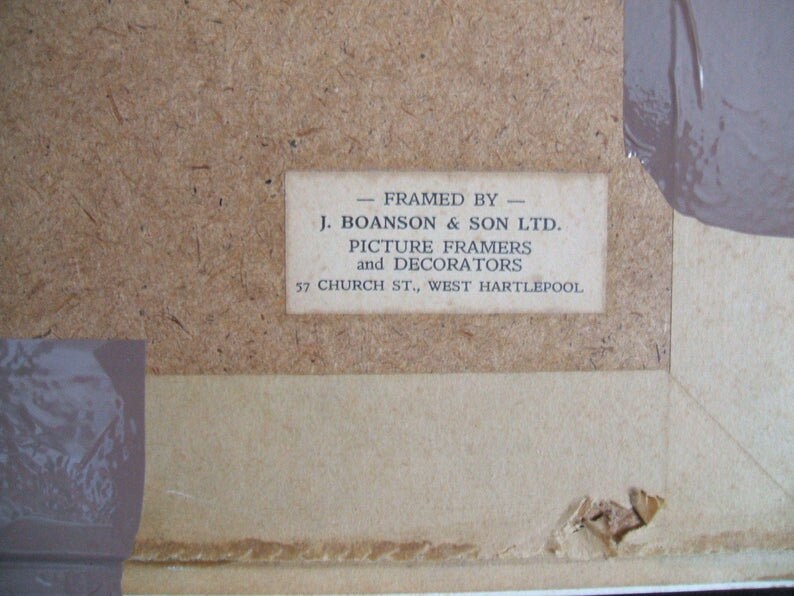 — FRAMED BY —
J. BOANSON & SON LTD.
PICTURE FRAMERS
and DECORATORS
57 CHURCH ST., WEST HARTLEPOOL